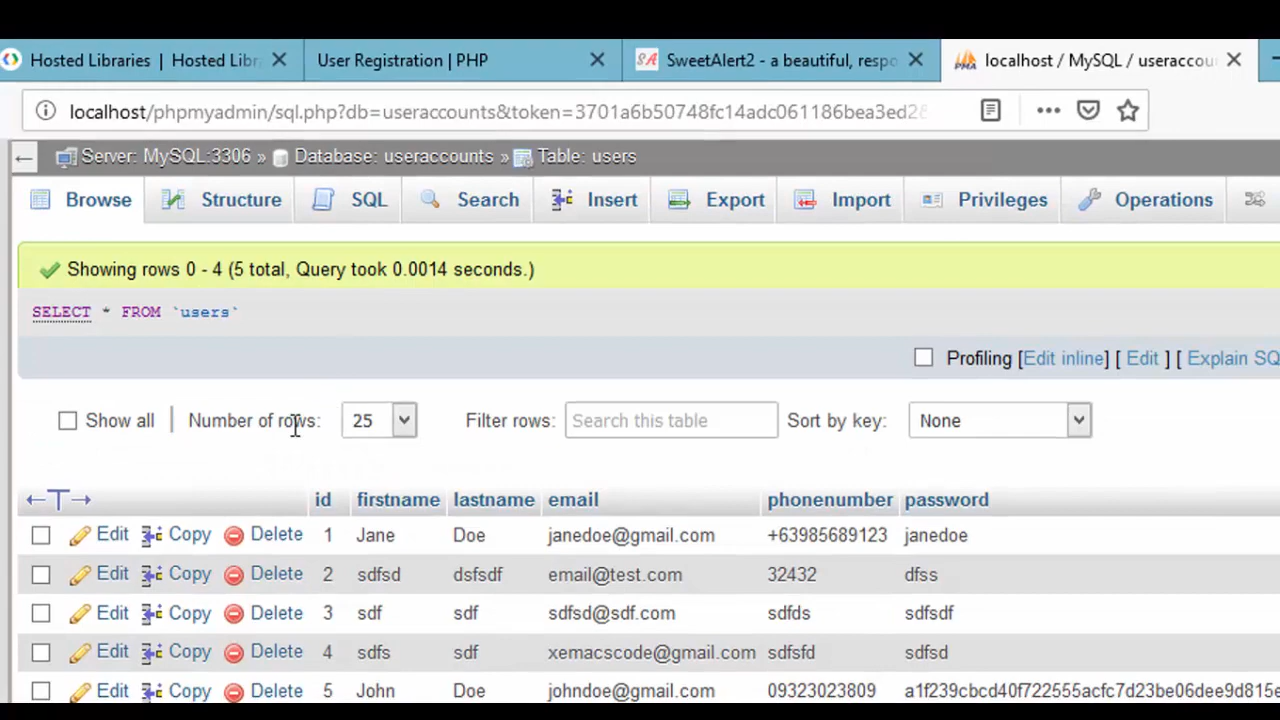 Hosted Libraries | Hosted Libr User Registration | PHP SweetAlert2 - a beautiful, respo localhost / MySQL / useraccou
localhost/phpmyadmin/sql.php?db=useraccounts&token=3701a6b50748fc14adc061186bea3ed28
Server: MySQL:3306 » Database: useraccounts » Table: users
Browse Structure SQL Search Insert Export Import Privileges Operations
Showing rows 0 - 4 (5 total, Query took 0.0014 seconds.)
SELECT * FROM `users`
Profiling [Edit inline] [ Edit ] [ Explain SQ
Show all | Number of rows: 25 Filter rows: Search this table Sort by key: None
←T→ id firstname lastname email phonenumber password
Edit Copy Delete 1 Jane Doe janedoe@gmail.com +63985689123 janedoe
Edit Copy Delete 2 sdfsd dsfsdf email@test.com 32432 dfss
Edit Copy Delete 3 sdf sdf sdfsd@sdf.com sdfds sdfsdf
Edit Copy Delete 4 sdfs sdf xemacscode@gmail.com sdfsfd sdfsd
Edit Copy Delete 5 John Doe johndoe@gmail.com 09323023809 a1f239cbcd40f722555acfc7d23be06dee9d815e